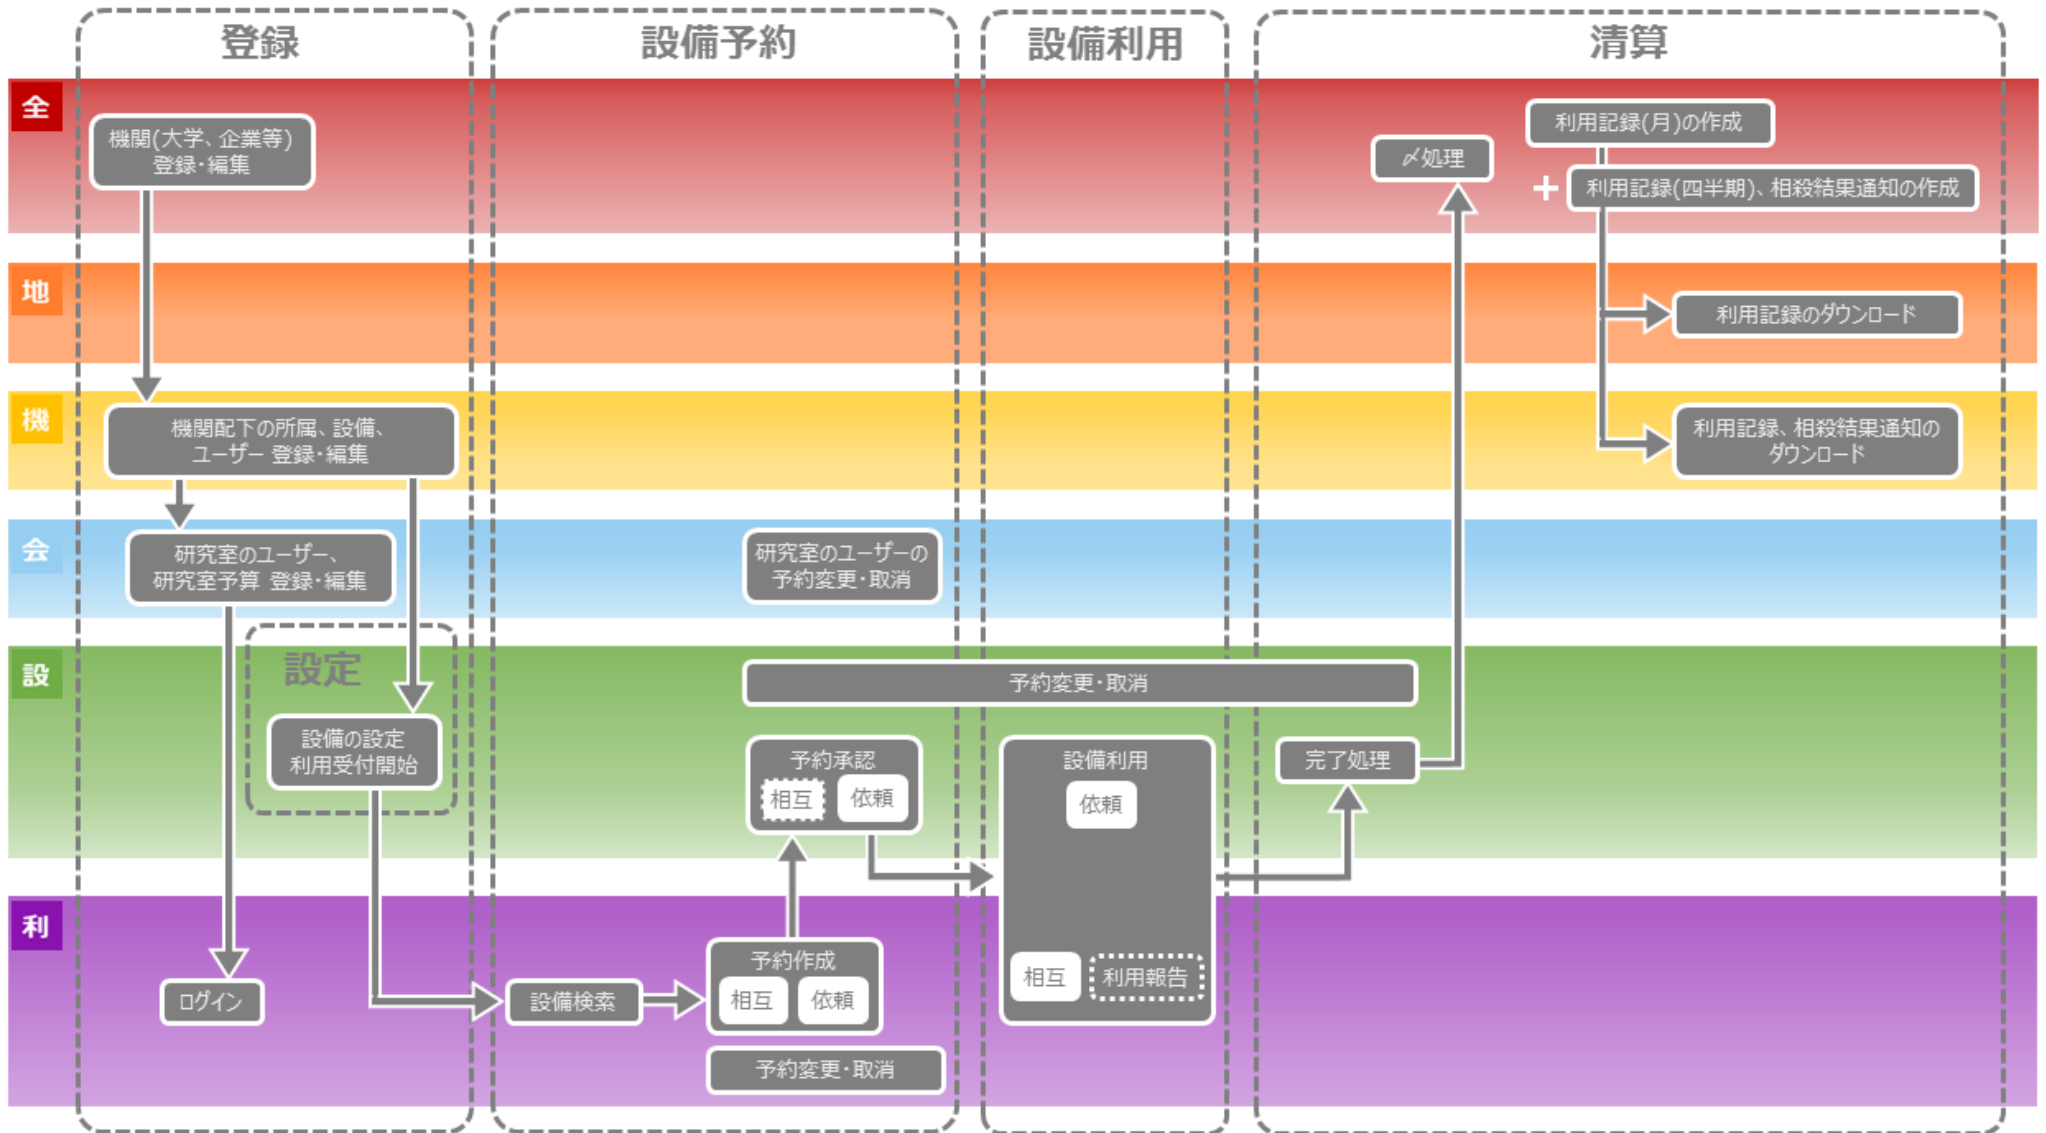 登録
設備予約
設備利用
清算
全
機関(大学、企業等)
登録・編集
〆処理
利用記録(月)の作成
+
利用記録(四半期)、相殺結果通知の作成
地
利用記録のダウンロード
機
機関配下の所属、設備、
ユーザー 登録・編集
利用記録、相殺結果通知の
ダウンロード
会
研究室のユーザー、
研究室予算 登録・編集
研究室のユーザーの
予約変更・取消
設
設定
設備の設定
利用受付開始
予約変更・取消
予約承認
相互
依頼
設備利用
依頼
相互
利用報告
完了処理
利
ログイン
設備検索
予約作成
相互
依頼
予約変更・取消